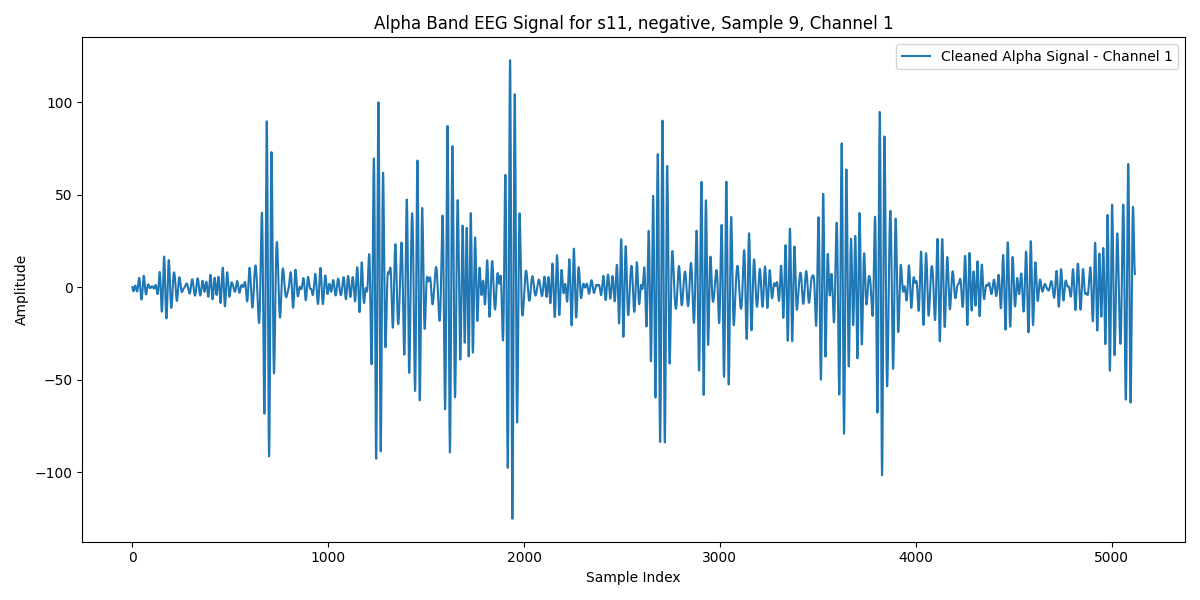 Alpha Band EEG Signal for s11, negative, Sample 9, Channel 1
Cleaned Alpha Signal - Channel 1
Amplitude
100
50
0
−50
−100
0 1000 2000 3000 4000 5000
Sample Index